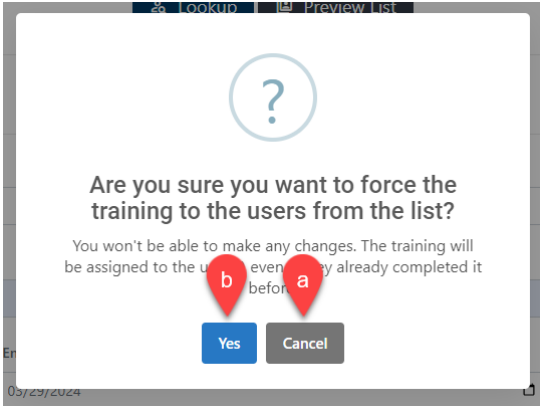 Lookup Preview List
?
Are you sure you want to force the
training to the users from the list?
You won't be able to make any changes. The training will
be assigned to the already completed it
b a
Yes Cancel
03/29/2024